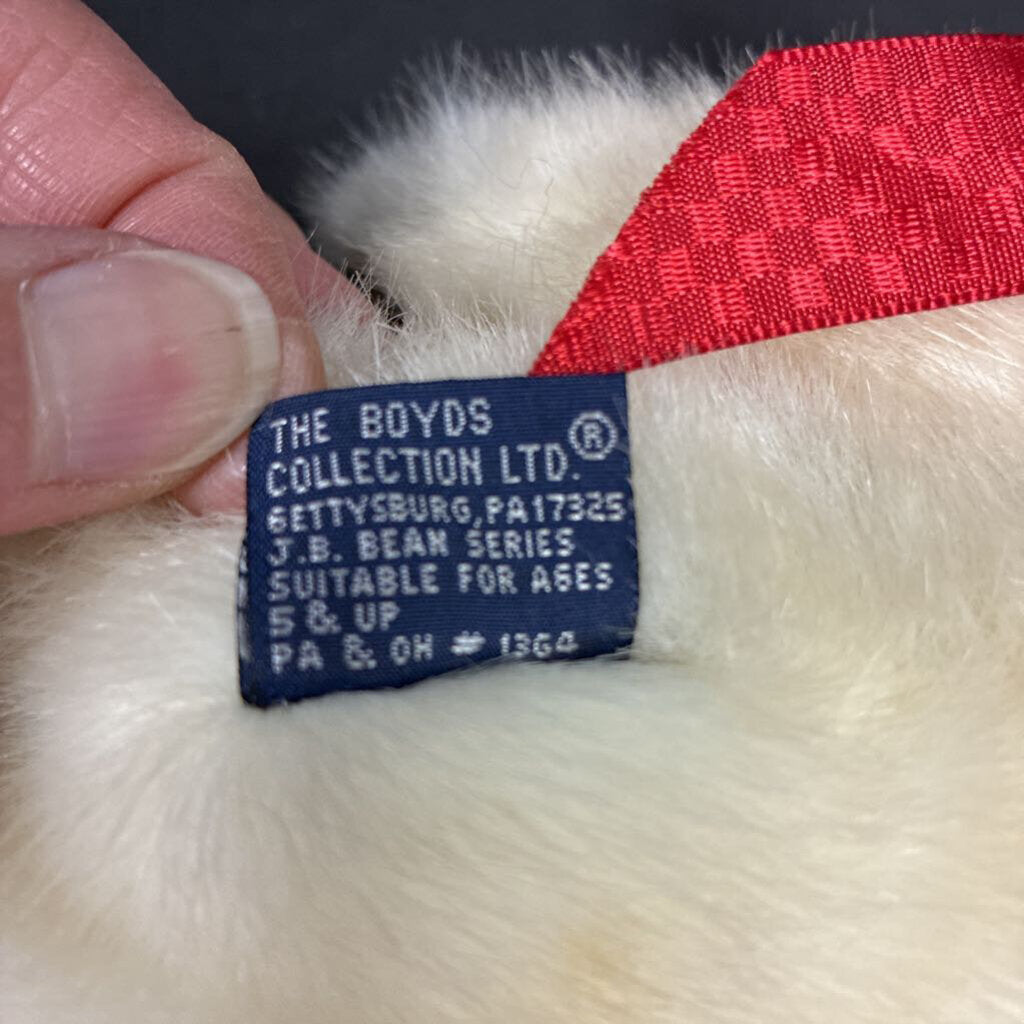 THE BOYDS
COLLECTION LTD.®
GETTYSBURG, PA17325
J.B. BEAN SERIES
SUITABLE FOR AGES
5 & UP
PA & OH # 1364